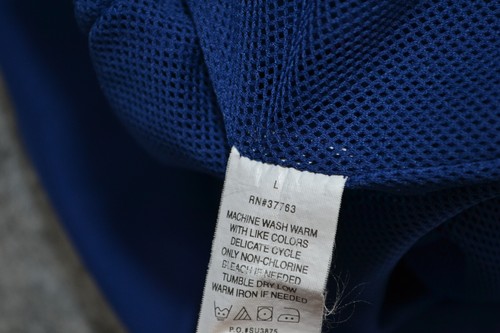 L
RN#37763
MACHINE WASH WARM
WITH LIKE COLORS
DELICATE CYCLE
ONLY NON-CHLORINE
BLEACH IF NEEDED
TUMBLE DRY LOW
WARM IRON IF NEEDED
P.O.#SU3875